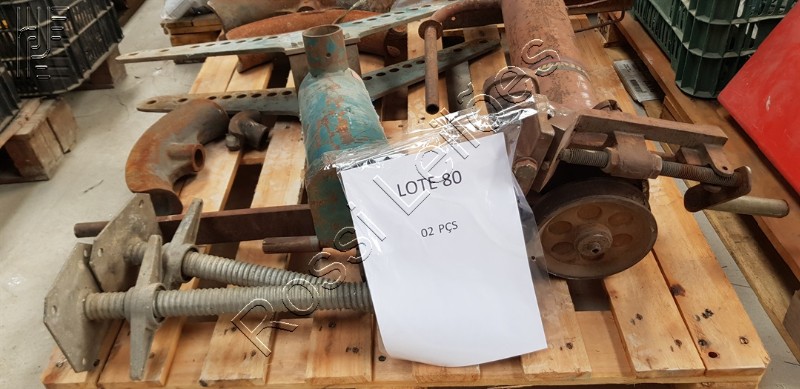 LOTE 80
02 PÇS
Rossi Leilões